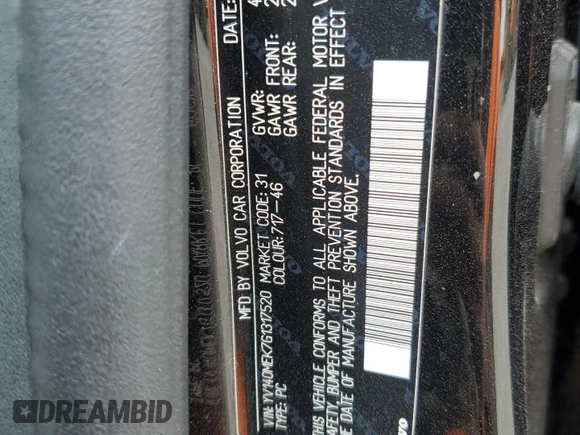 MFD BY VOLVO CAR CORPORATION DATE:
VIN: YV140MEK7G1317520 MARKET CODE: 31
TYPE: PC COLOUR: 717-46
GVWR:
GAWR FRONT:
GAWR REAR:
THIS VEHICLE CONFORMS TO ALL APPLICABLE FEDERAL MOTOR
SAFETY, BUMPER AND THEFT PREVENTION STANDARDS IN EFFECT
DATE OF MANUFACTURE SHOWN ABOVE.
VOLVO
DREAMBID